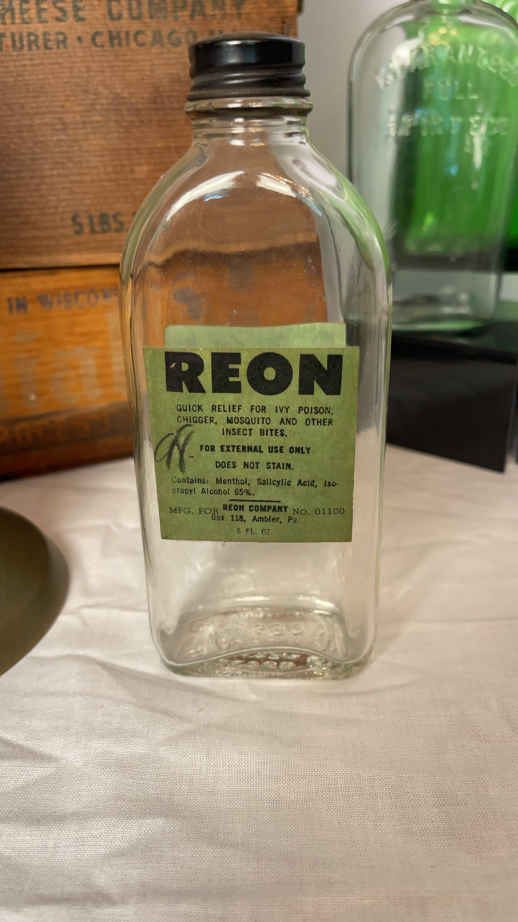 CHEESE COMPANY
TURER • CHICAGO
5 LBS.
IN WISCO
REON
QUICK RELIEF FOR IVY POISON,
CHIGGER, MOSQUITO AND OTHER
INSECT BITES.
FOR EXTERNAL USE ONLY
DOES NOT STAIN.
Contains: Menthol, Salicylic Acid, Iso-
propyl Alcohol 65%.
MFG. FOR REON COMPANY NO. 01100
Box 118, Ambler, Pa.
FL. OZ.